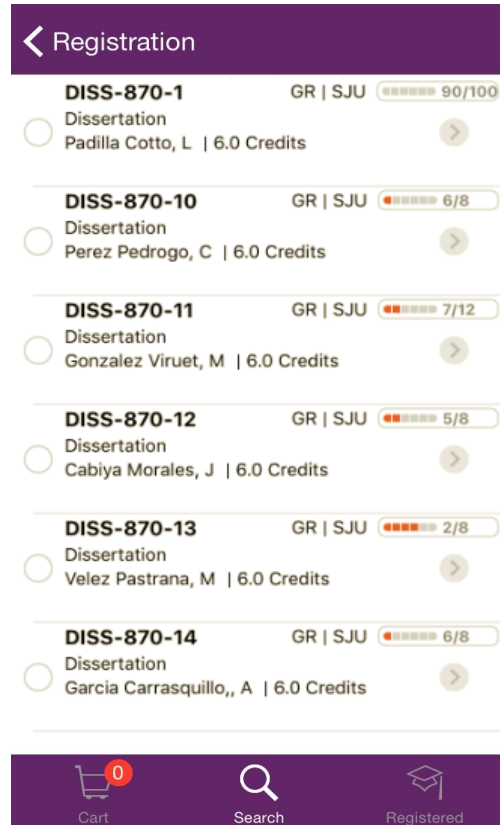 Registration
DISS-870-1 GR | SJU 90/100
Dissertation
Padilla Cotto, L | 6.0 Credits
DISS-870-10 GR | SJU 6/8
Dissertation
Perez Pedrogo, C | 6.0 Credits
DISS-870-11 GR | SJU 7/12
Dissertation
Gonzalez Viruet, M | 6.0 Credits
DISS-870-12 GR | SJU 5/8
Dissertation
Cabiya Morales, J | 6.0 Credits
DISS-870-13 GR | SJU 2/8
Dissertation
Velez Pastrana, M | 6.0 Credits
DISS-870-14 GR | SJU 6/8
Dissertation
Garcia Carrasquillo,, A | 6.0 Credits
0
Cart Search Registered